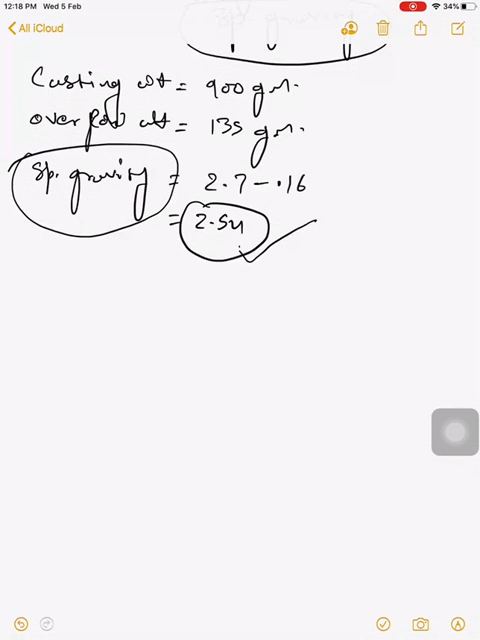 12:18 PM Wed 5 Feb
34%
All iCloud
Casting wt = 900 gm.
over flow wt = 135 gm.
Sp. gravity = 2.7 - .16
= 2.54